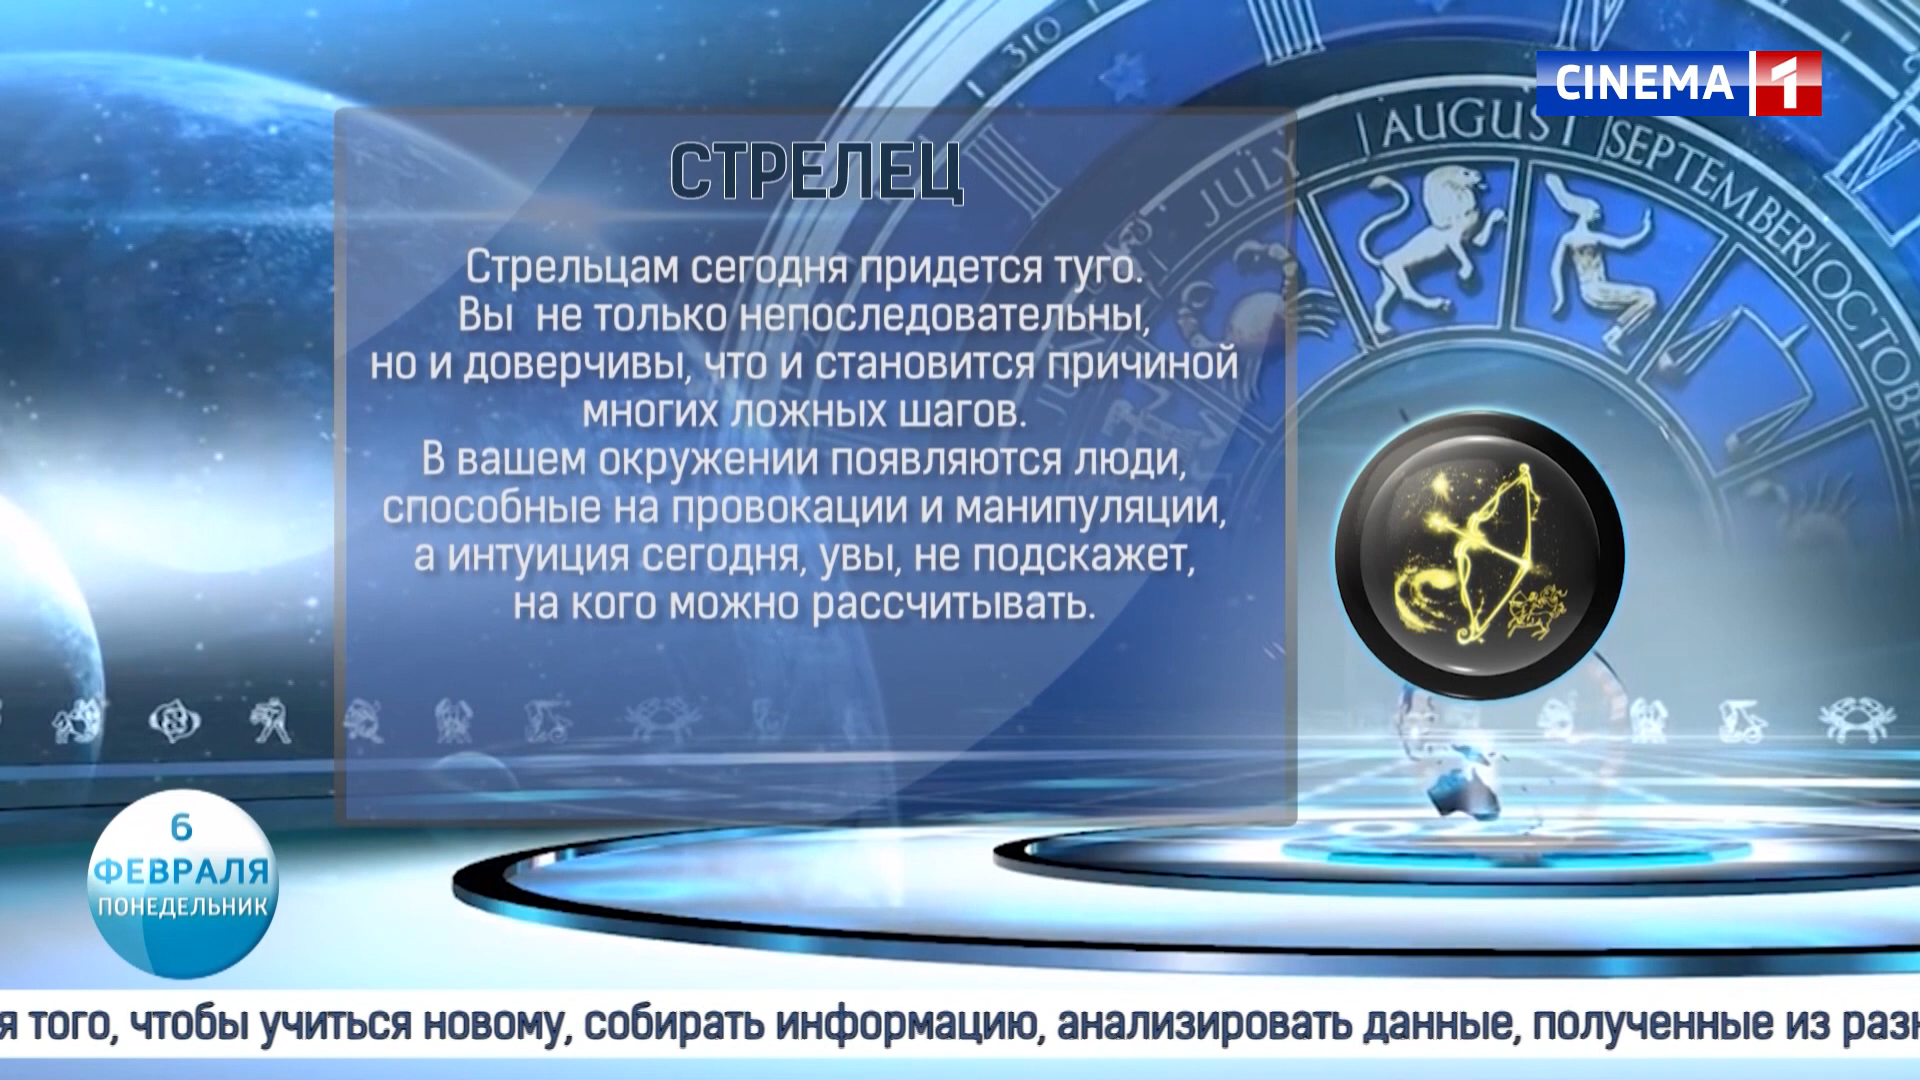 CINEMA 1
310
JULY
AUGUST
SEPTEMBER
OCTOBER
СТРЕЛЕЦ
Стрельцам сегодня придется туго.
Вы  не только непоследовательны,
но и доверчивы, что и становится причиной
многих ложных шагов.
В вашем окружении появляются люди,
способные на провокации и манипуляции,
а интуиция сегодня, увы, не подскажет,
на кого можно рассчитывать.
6
ФЕВРАЛЯ
ПОНЕДЕЛЬНИК
я того, чтобы учиться новому, собирать информацию, анализировать данные, полученные из разн